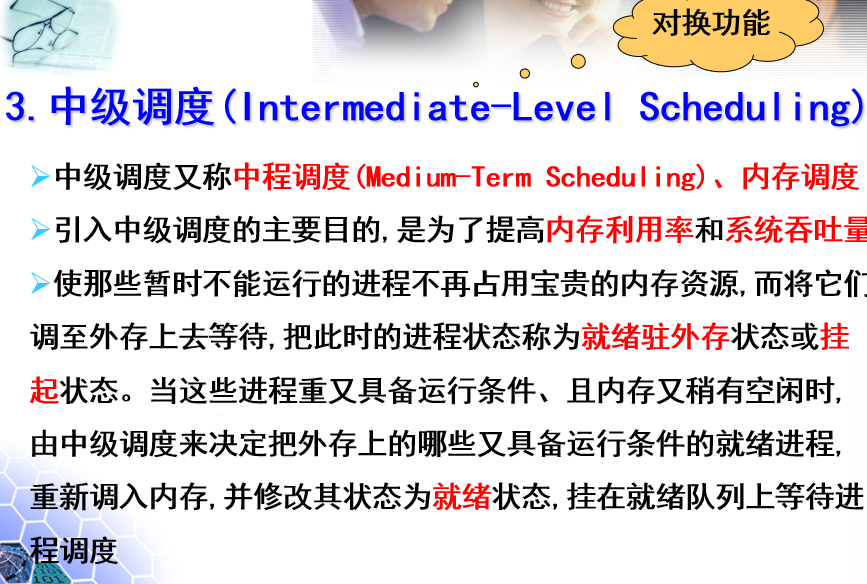 对换功能
3.中级调度(Intermediate-Level Scheduling)
中级调度又称中程调度(Medium-Term Scheduling)、内存调度
引入中级调度的主要目的,是为了提高内存利用率和系统吞吐量
使那些暂时不能运行的进程不再占用宝贵的内存资源,而将它们
调至外存上去等待,把此时的进程状态称为就绪驻外存状态或挂
起状态。当这些进程重又具备运行条件、且内存又稍有空闲时,
由中级调度来决定把外存上的哪些又具备运行条件的就绪进程,
重新调入内存,并修改其状态为就绪状态,挂在就绪队列上等待进
程调度